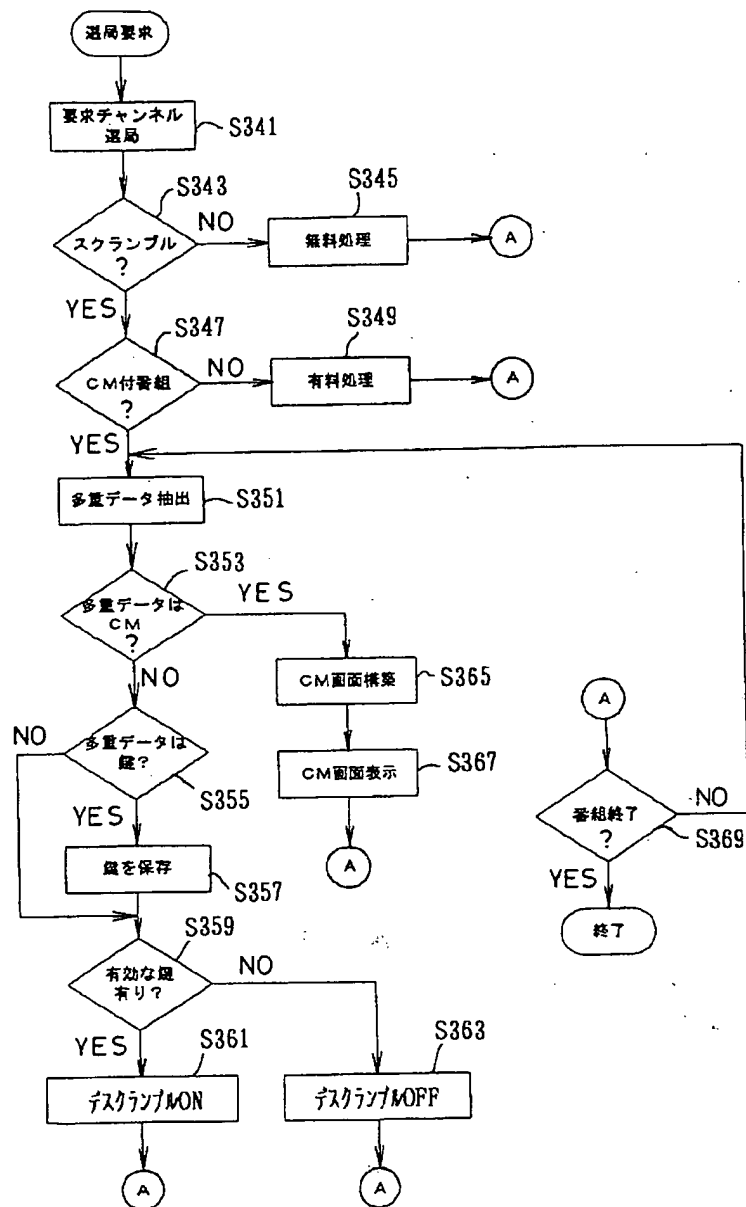 選局要求
要求チャンネル
選局
S341
S343
スクランブル
?
NO
S345
無料処理
A
YES
S347
CM付番組
?
NO
S349
有料処理
A
YES
多重データ抽出
S351
S353
多重データは
CM
?
YES
CM画面構築
S365
CM画面表示
S367
A
NO
多重データは
鍵?
S355
NO
YES
鍵を保存
S357
S359
有効な鍵
有り?
NO
YES
S361
デスクランブルON
A
S363
デスクランブルOFF
A
A
番組終了
?
NO
S369
YES
終了